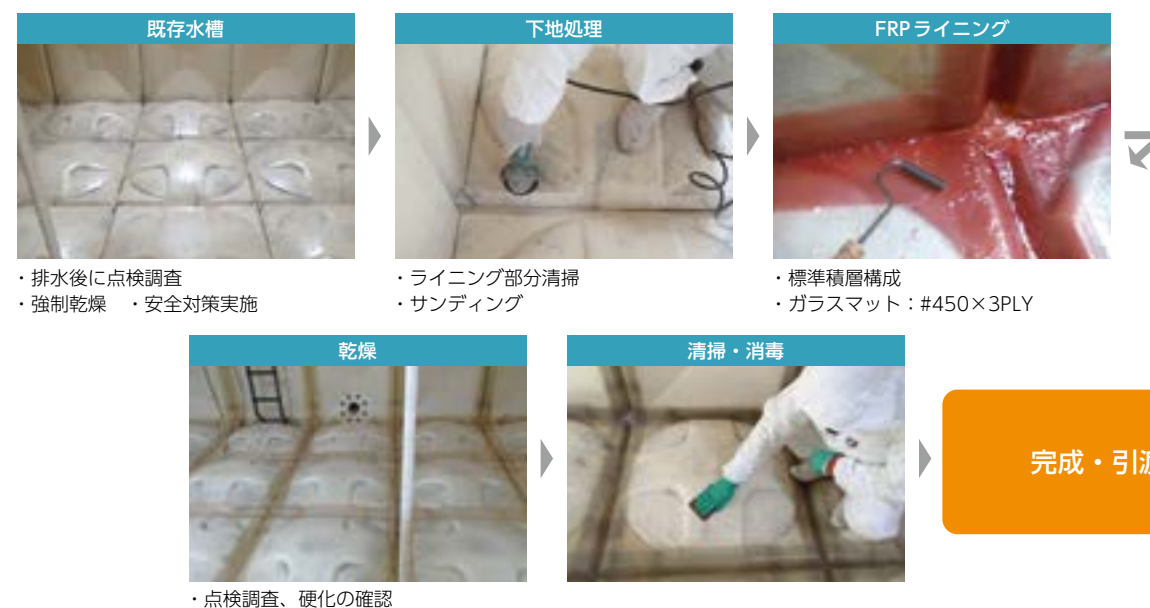 既存水槽
・排水後に点検調査
・強制乾燥 ・安全対策実施
下地処理
・ライニング部分清掃
・サンディング
FRPライニング
・標準積層構成
・ガラスマット：#450×3PLY
乾燥
・点検調査、硬化の確認
清掃・消毒
完成・引